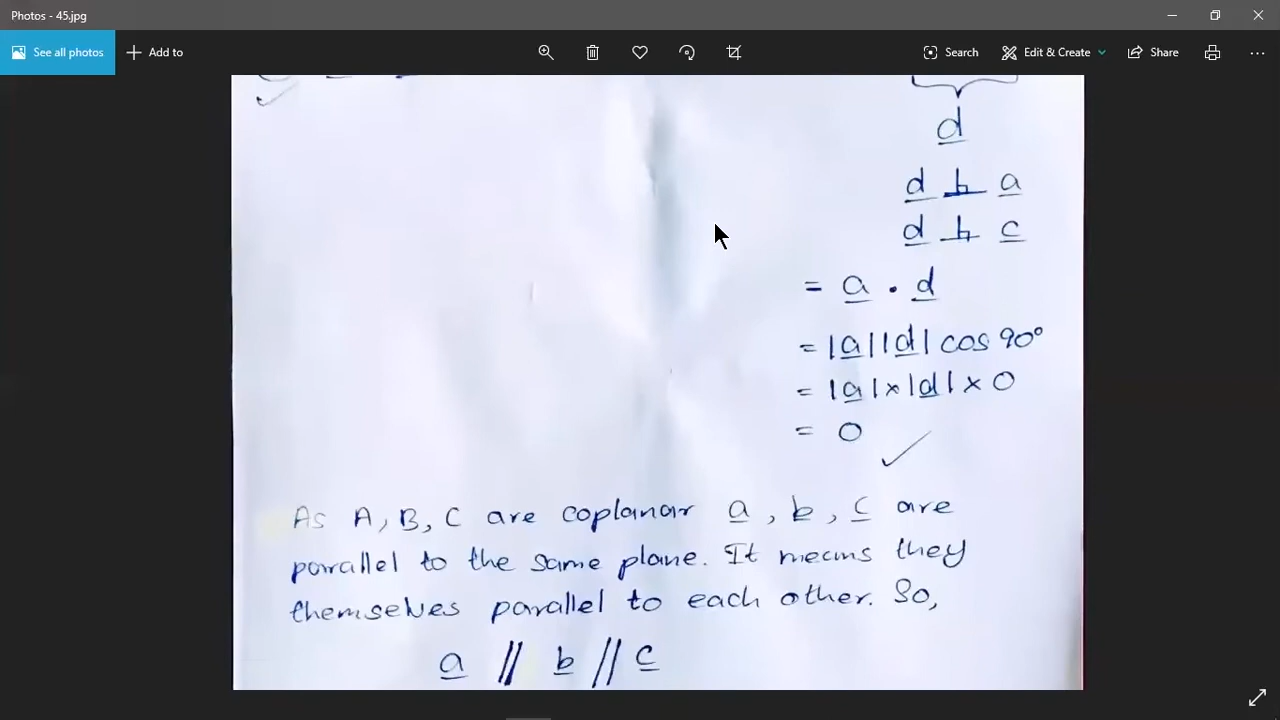 Photos - 45.jpg
See all photos
Add to
Search
Edit & Create
Share
d
d ⊥ a
d ⊥ c
= a . d
= |a||d| cos 90°
= |a|x|d|x 0
= 0
As A, B, C are coplanar a, b, c are
parallel to the same plane. It means they
themselves parallel to each other. So,
a // b // c